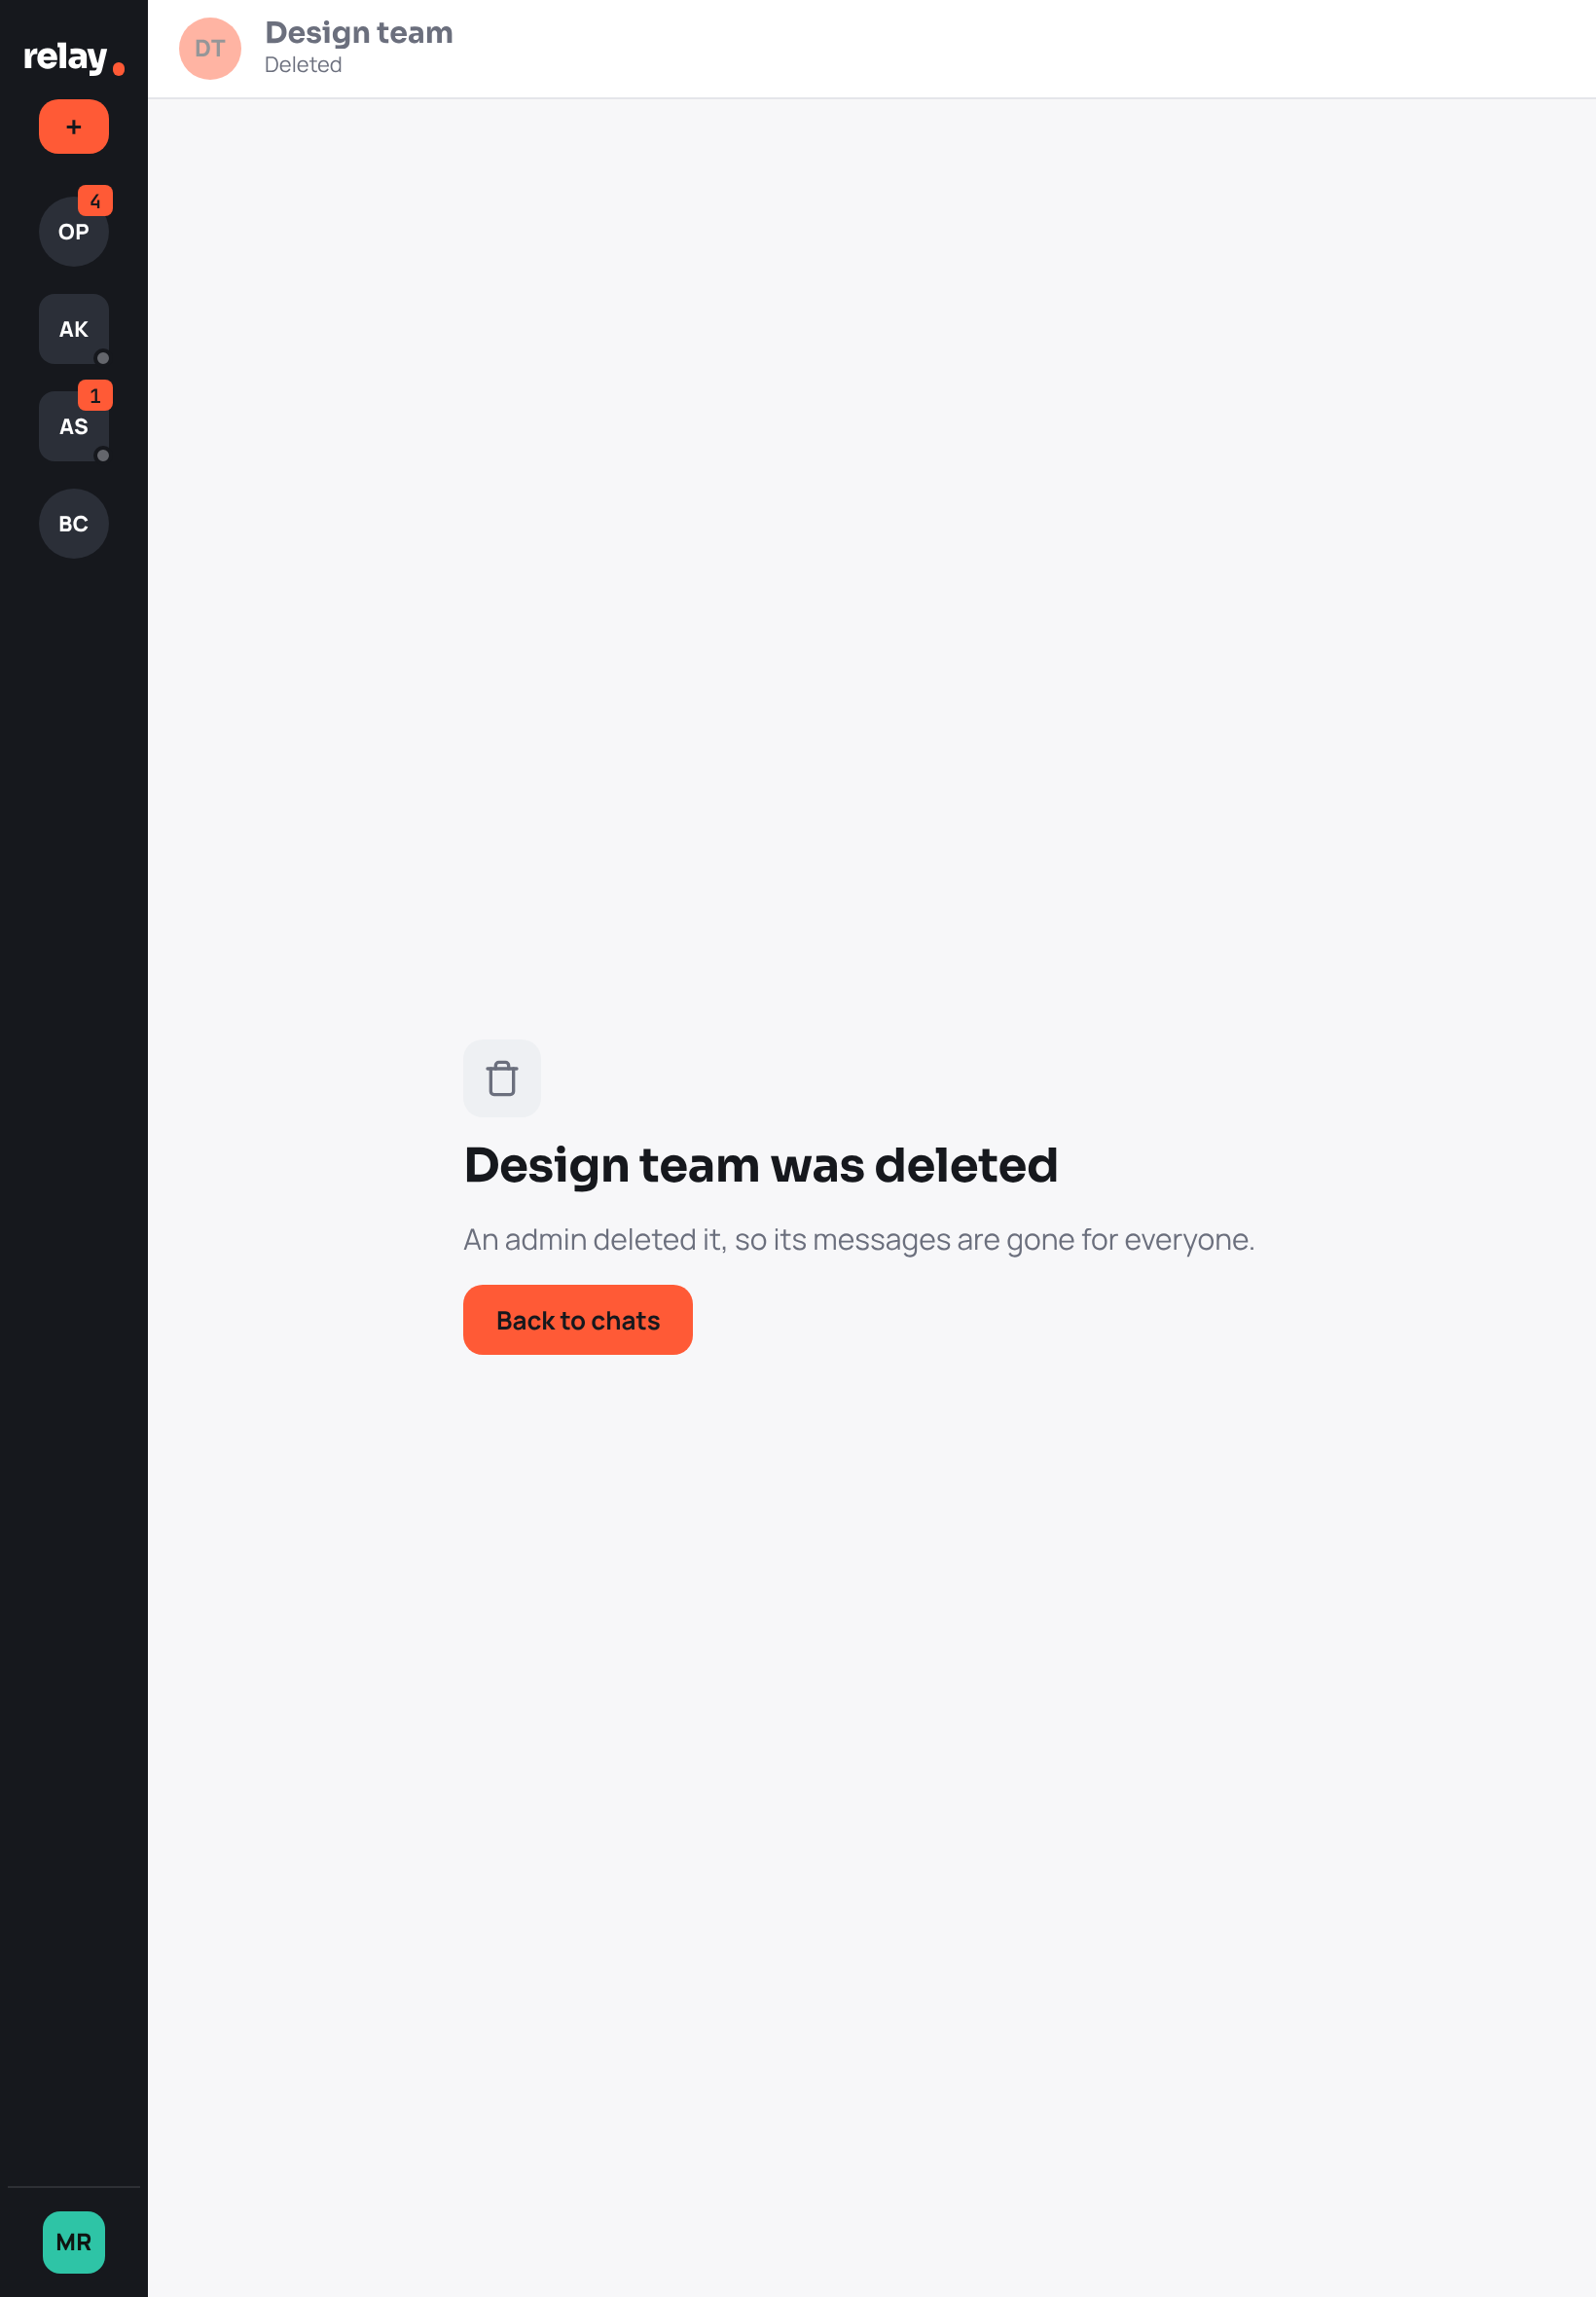 relay.
+
4
OP
AK
1
AS
BC
MR
DT
Design team
Deleted
Design team was deleted
An admin deleted it, so its messages are gone for everyone.
Back to chats